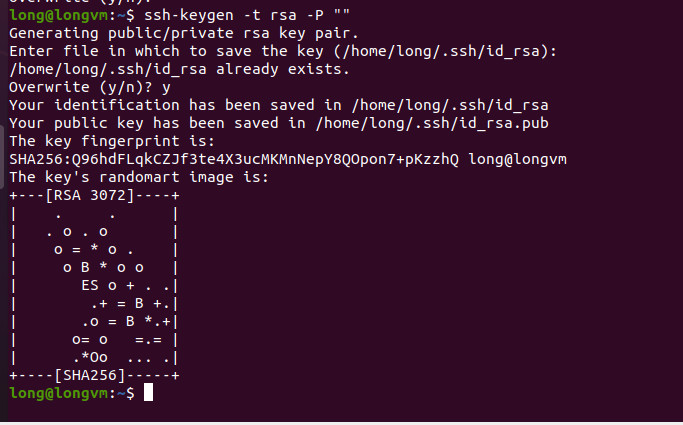 long@longvm:~$ ssh-keygen -t rsa -P ""
Generating public/private rsa key pair.
Enter file in which to save the key (/home/long/.ssh/id_rsa):
/home/long/.ssh/id_rsa already exists.
Overwrite (y/n)? y
Your identification has been saved in /home/long/.ssh/id_rsa
Your public key has been saved in /home/long/.ssh/id_rsa.pub
The key fingerprint is:
SHA256:Q96hdFLqkCZJf3te4X3ucMKMnNepY8QOpon7+pKzzhQ long@longvm
The key's randomart image is:
+---[RSA 3072]----+
|    .     .      |
|   . o . o       |
|    o = * o .    |
|     o B * o o   |
|       ES o + . .|
|        .+ = B +.|
|       .o = B *.+|
|      o= o   =.= |
|      .*Oo  ... .|
+----[SHA256]-----+
long@longvm:~$